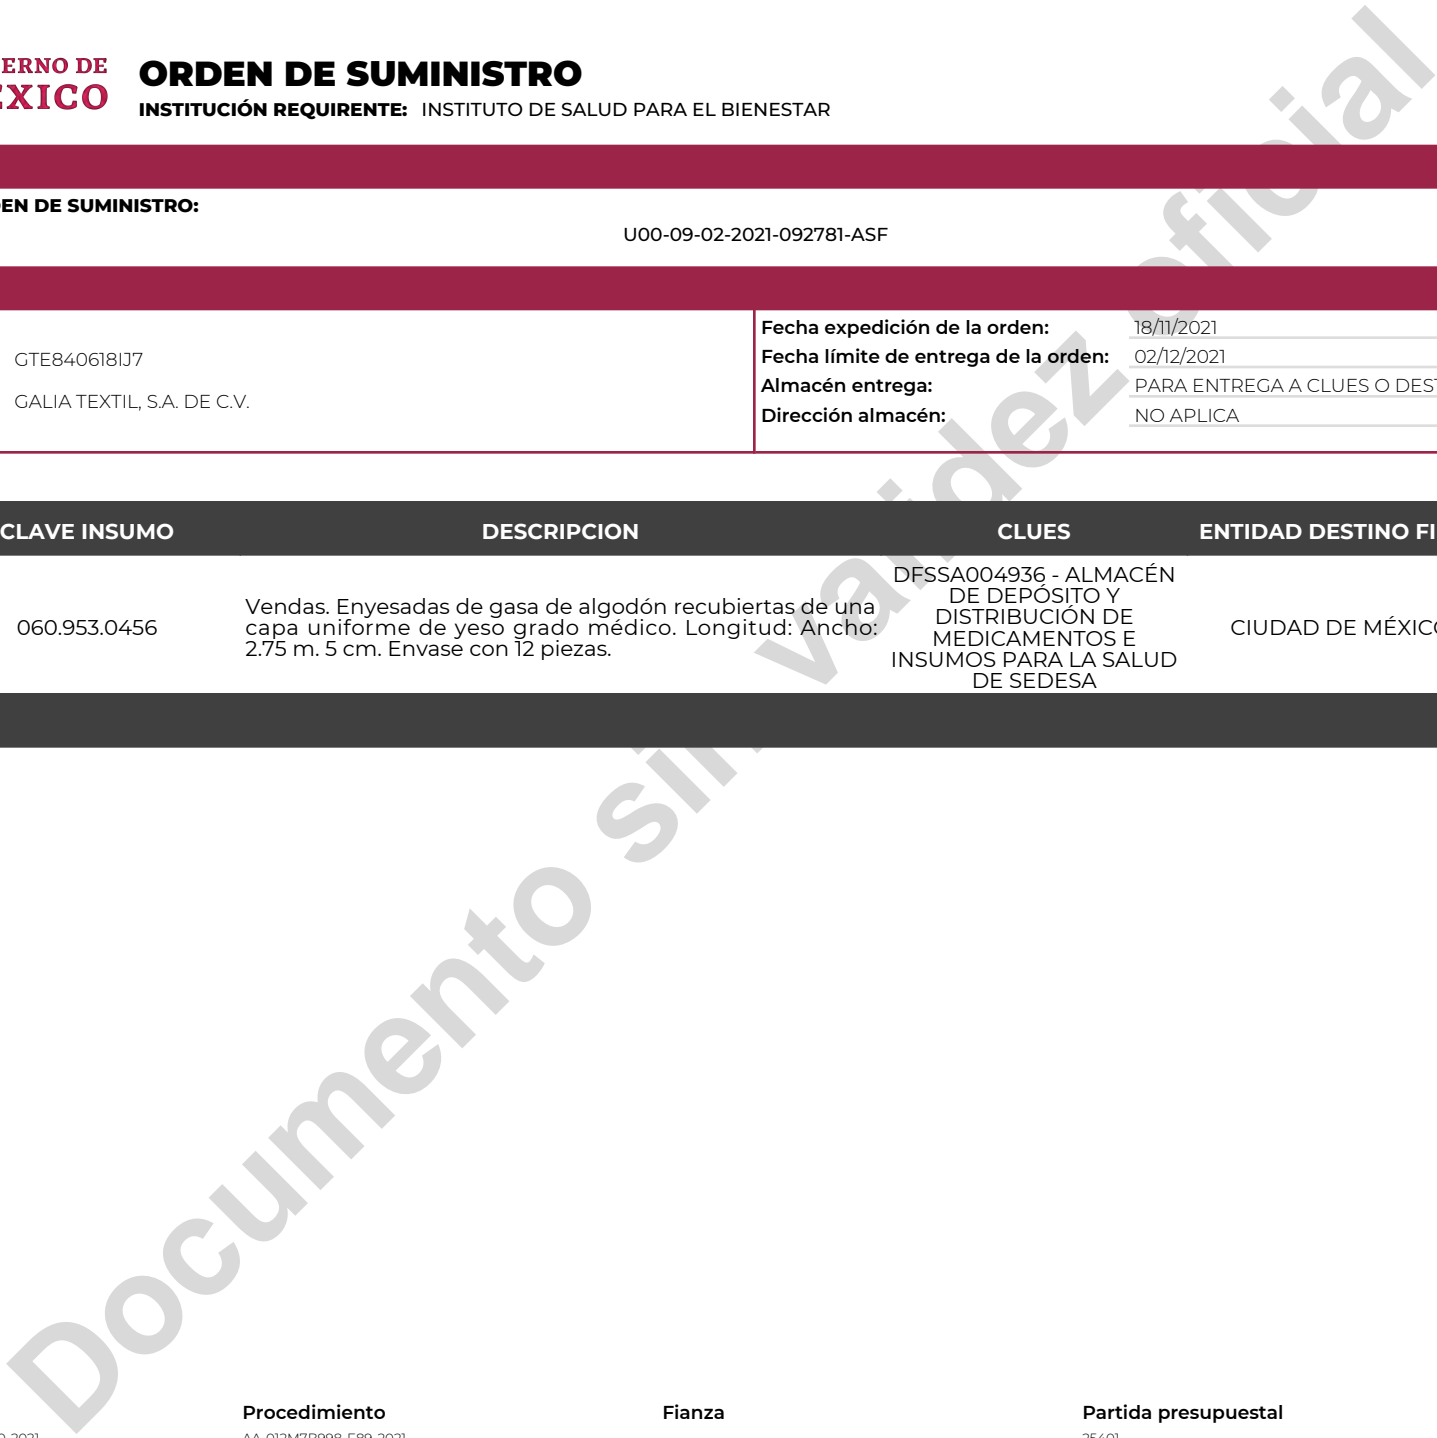 ERNO DE
ORDEN DE SUMINISTRO
INSTITUCIÓN REQUIRENTE: INSTITUTO DE SALUD PARA EL BIENESTAR
DE SUMINISTRO:
U00-09-02-2021-092781-ASF
GTE840618IJ7
GALIA TEXTIL, S.A. DE C.V.
Fecha expedición de la orden: 18/11/2021
Fecha límite de entrega de la orden: 02/12/2021
Almacén entrega: PARA ENTREGA A CLUES O
Dirección almacén: NO APLICA
CLAVE INSUMO DESCRIPCION CLUES ENTIDAD DESTINO
060.953.0456
Vendas. Enyesadas de gasa de algodón recubiertas de una
capa uniforme de yeso grado médico. Longitud: Ancho:
2.75 m. 5 cm. Envase con 12 piezas.
DFSSA004936 - ALMACÉN
DE DEPÓSITO Y
DISTRIBUCIÓN DE
MEDICAMENTOS E
INSUMOS PARA LA SALUD
DE SEDESA
CIUDAD DE MÉXICO
Documento sin validez oficial
Procedimiento Fianza Partida presupuestal